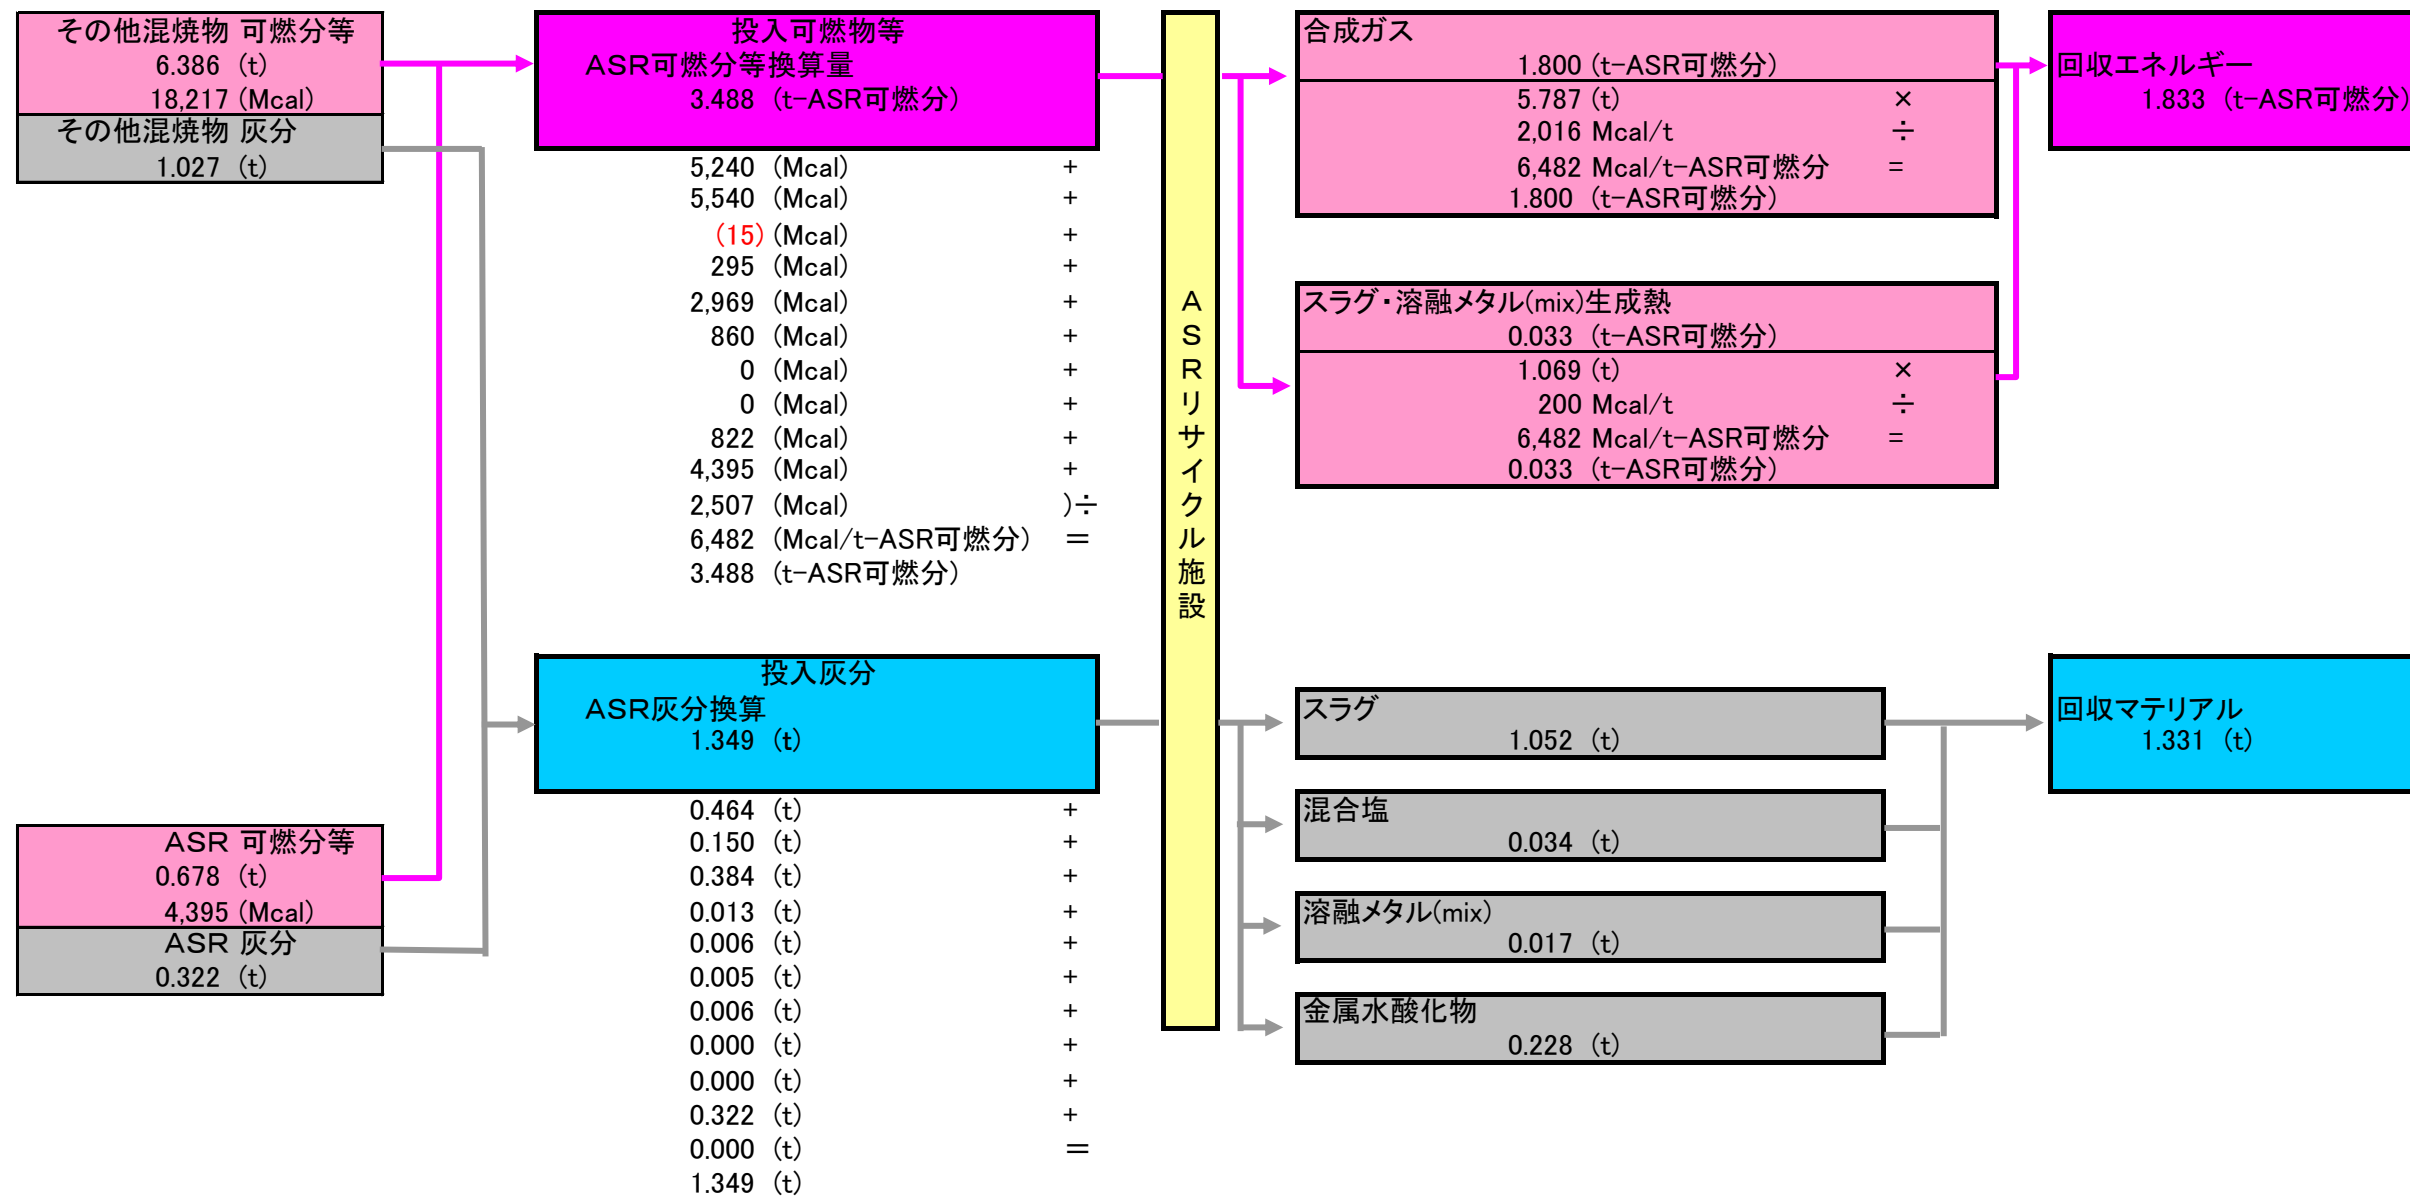 その他混焼物 可燃分等
6.386 (t)
18,217 (Mcal)
その他混焼物 灰分
1.027 (t)
ASR 可燃分等
0.678 (t)
4,395 (Mcal)
ASR 灰分
0.322 (t)
投入可燃物等
ASR可燃分等換算量
3.488 (t-ASR可燃分)
5,240 (Mcal) +
5,540 (Mcal) +
(15) (Mcal) +
295 (Mcal) +
2,969 (Mcal) +
860 (Mcal) +
0 (Mcal) +
0 (Mcal) +
822 (Mcal) +
4,395 (Mcal) +
2,507 (Mcal) )÷
6,482 (Mcal/t-ASR可燃分) =
3.488 (t-ASR可燃分)
投入灰分
ASR灰分換算
1.349 (t)
0.464 (t) +
0.150 (t) +
0.384 (t) +
0.013 (t) +
0.006 (t) +
0.005 (t) +
0.006 (t) +
0.000 (t) +
0.000 (t) +
0.322 (t) +
0.000 (t) =
1.349 (t)
ASRリサイクル施設
合成ガス
1.800 (t-ASR可燃分)
5.787 (t) ×
2,016 Mcal/t ÷
6,482 Mcal/t-ASR可燃分 =
1.800 (t-ASR可燃分)
スラグ・溶融メタル(mix)生成熱
0.033 (t-ASR可燃分)
1.069 (t) ×
200 Mcal/t ÷
6,482 Mcal/t-ASR可燃分 =
0.033 (t-ASR可燃分)
スラグ
1.052 (t)
混合塩
0.034 (t)
溶融メタル(mix)
0.017 (t)
金属水酸化物
0.228 (t)
回収エネルギー
1.833 (t-ASR可燃分)
回収マテリアル
1.331 (t)